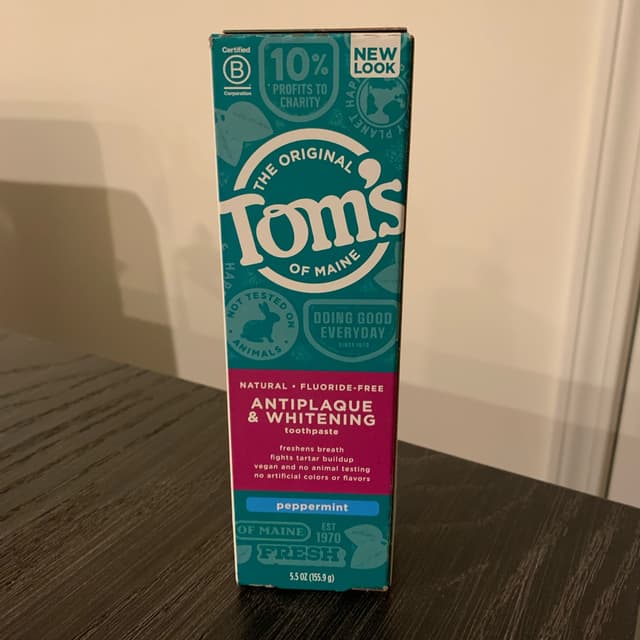 Certified
B
Corporation
10%
PROFITS TO
CHARITY
NEW
LOOK
THE ORIGINAL
Tom's
OF MAINE
NOT TESTED ON
ANIMALS
DOING GOOD
EVERYDAY
SINCE 1970
NATURAL • FLUORIDE-FREE
ANTIPLAQUE
& WHITENING
toothpaste
freshens breath
fights tartar buildup
vegan and no animal testing
no artificial colors or flavors
peppermint
OF MAINE
EST
1970
FRESH
5.5 OZ (155.9 g)